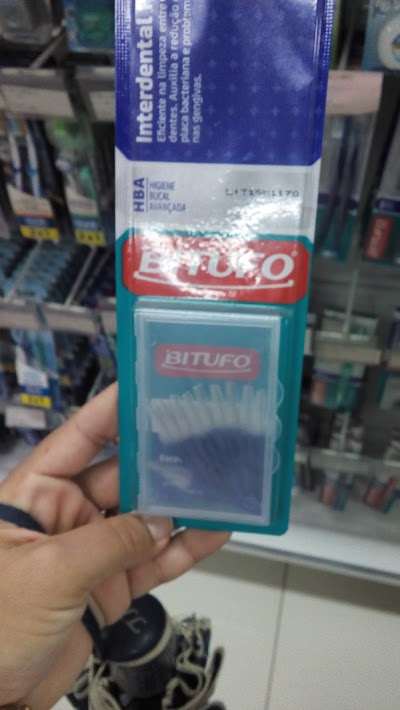 Interdental
Eficiente na limpeza entre
dentes. Auxilia a redução
placa bacteriana e problem
nas gengivas.
HBA
HIGIENE
BUCAL
AVANÇADA
BITUFO
BITUFO